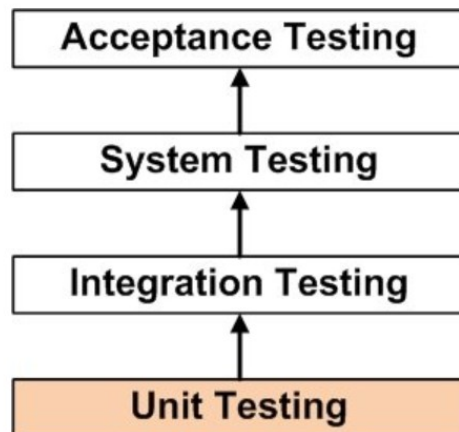 Acceptance Testing
System Testing
Integration Testing
Unit Testing